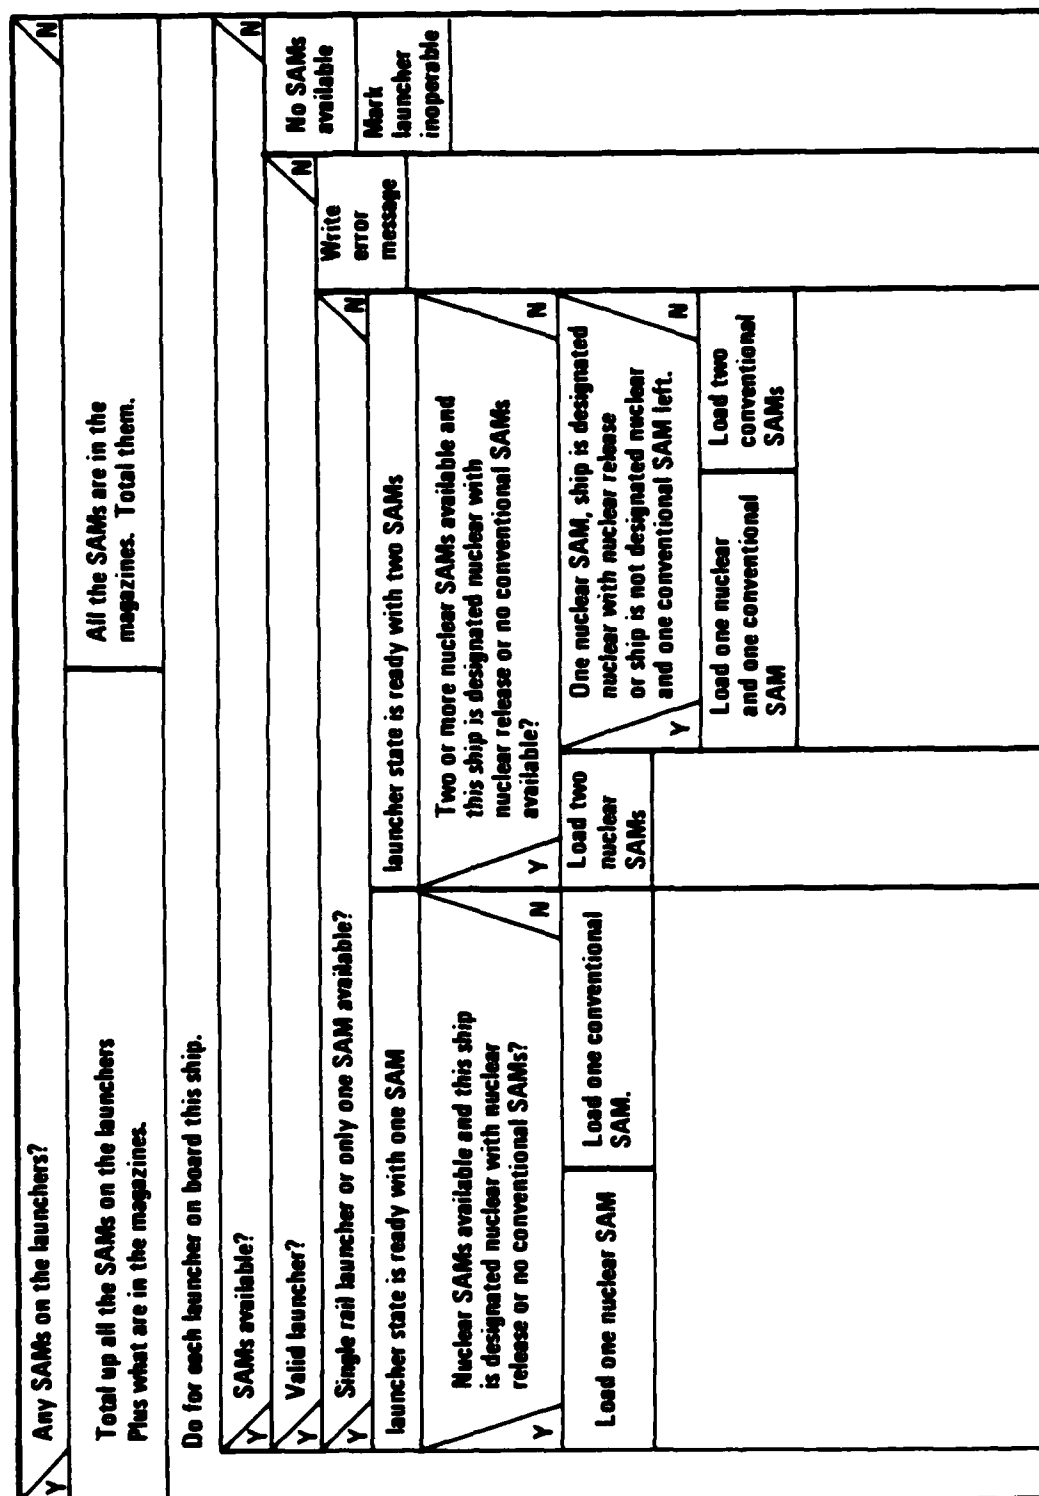 Y
Any SAMs on the launchers?
N
Total up all the SAMs on the launchers
Plus what are in the magazines.
All the SAMs are in the
magazines. Total them.
Do for each launcher on board this ship.
Y
SAMs available?
N
Y
Valid launcher?
N
No SAMs
available
Mark
launcher
inoperable
Y
Single rail launcher or only one SAM available?
N
Write
error
message
launcher state is ready with one SAM
launcher state is ready with two SAMs
Y
Nuclear SAMs available and this ship
is designated nuclear with nuclear
release or no conventional SAMs?
N
Y
Two or more nuclear SAMs available and
this ship is designated nuclear with
nuclear release or no conventional SAMs
available?
N
Load one nuclear SAM
Load one conventional
SAM.
Load two
nuclear
SAMs
Y
One nuclear SAM, ship is designated
nuclear with nuclear release
or ship is not designated nuclear
and one conventional SAM left.
N
Load one nuclear
and one conventional
SAM
Load two
conventional
SAMs